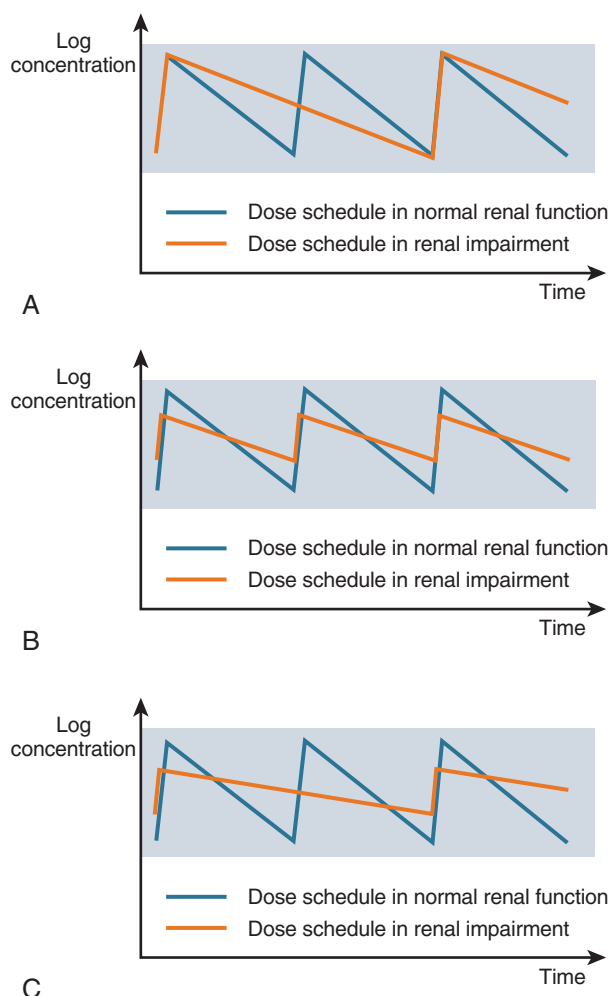 Log
concentration
Dose schedule in normal renal function
Dose schedule in renal impairment
Time
A
Log
concentration
Dose schedule in normal renal function
Dose schedule in renal impairment
Time
B
Log
concentration
Dose schedule in normal renal function
Dose schedule in renal impairment
Time
C